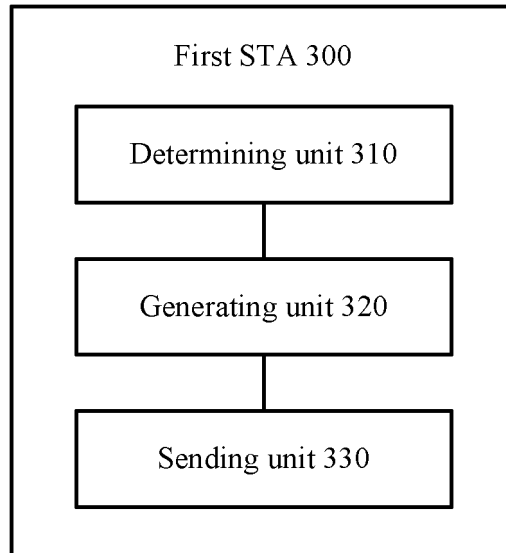 First STA 300
Determining unit 310
Generating unit 320
Sending unit 330